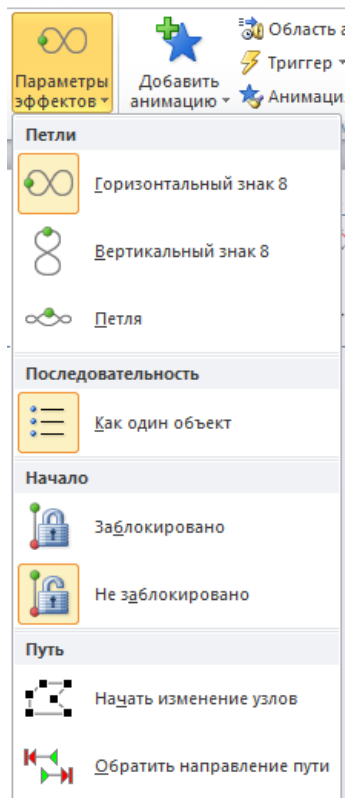 Параметры
эффектов
Добавить
анимацию
Область
Триггер
Петли
Горизонтальный знак 8
Вертикальный знак 8
Петля
Последовательность
Как один объект
Начало
Заблокировано
Не заблокировано
Путь
Начать изменение узлов
Обратить направление пути